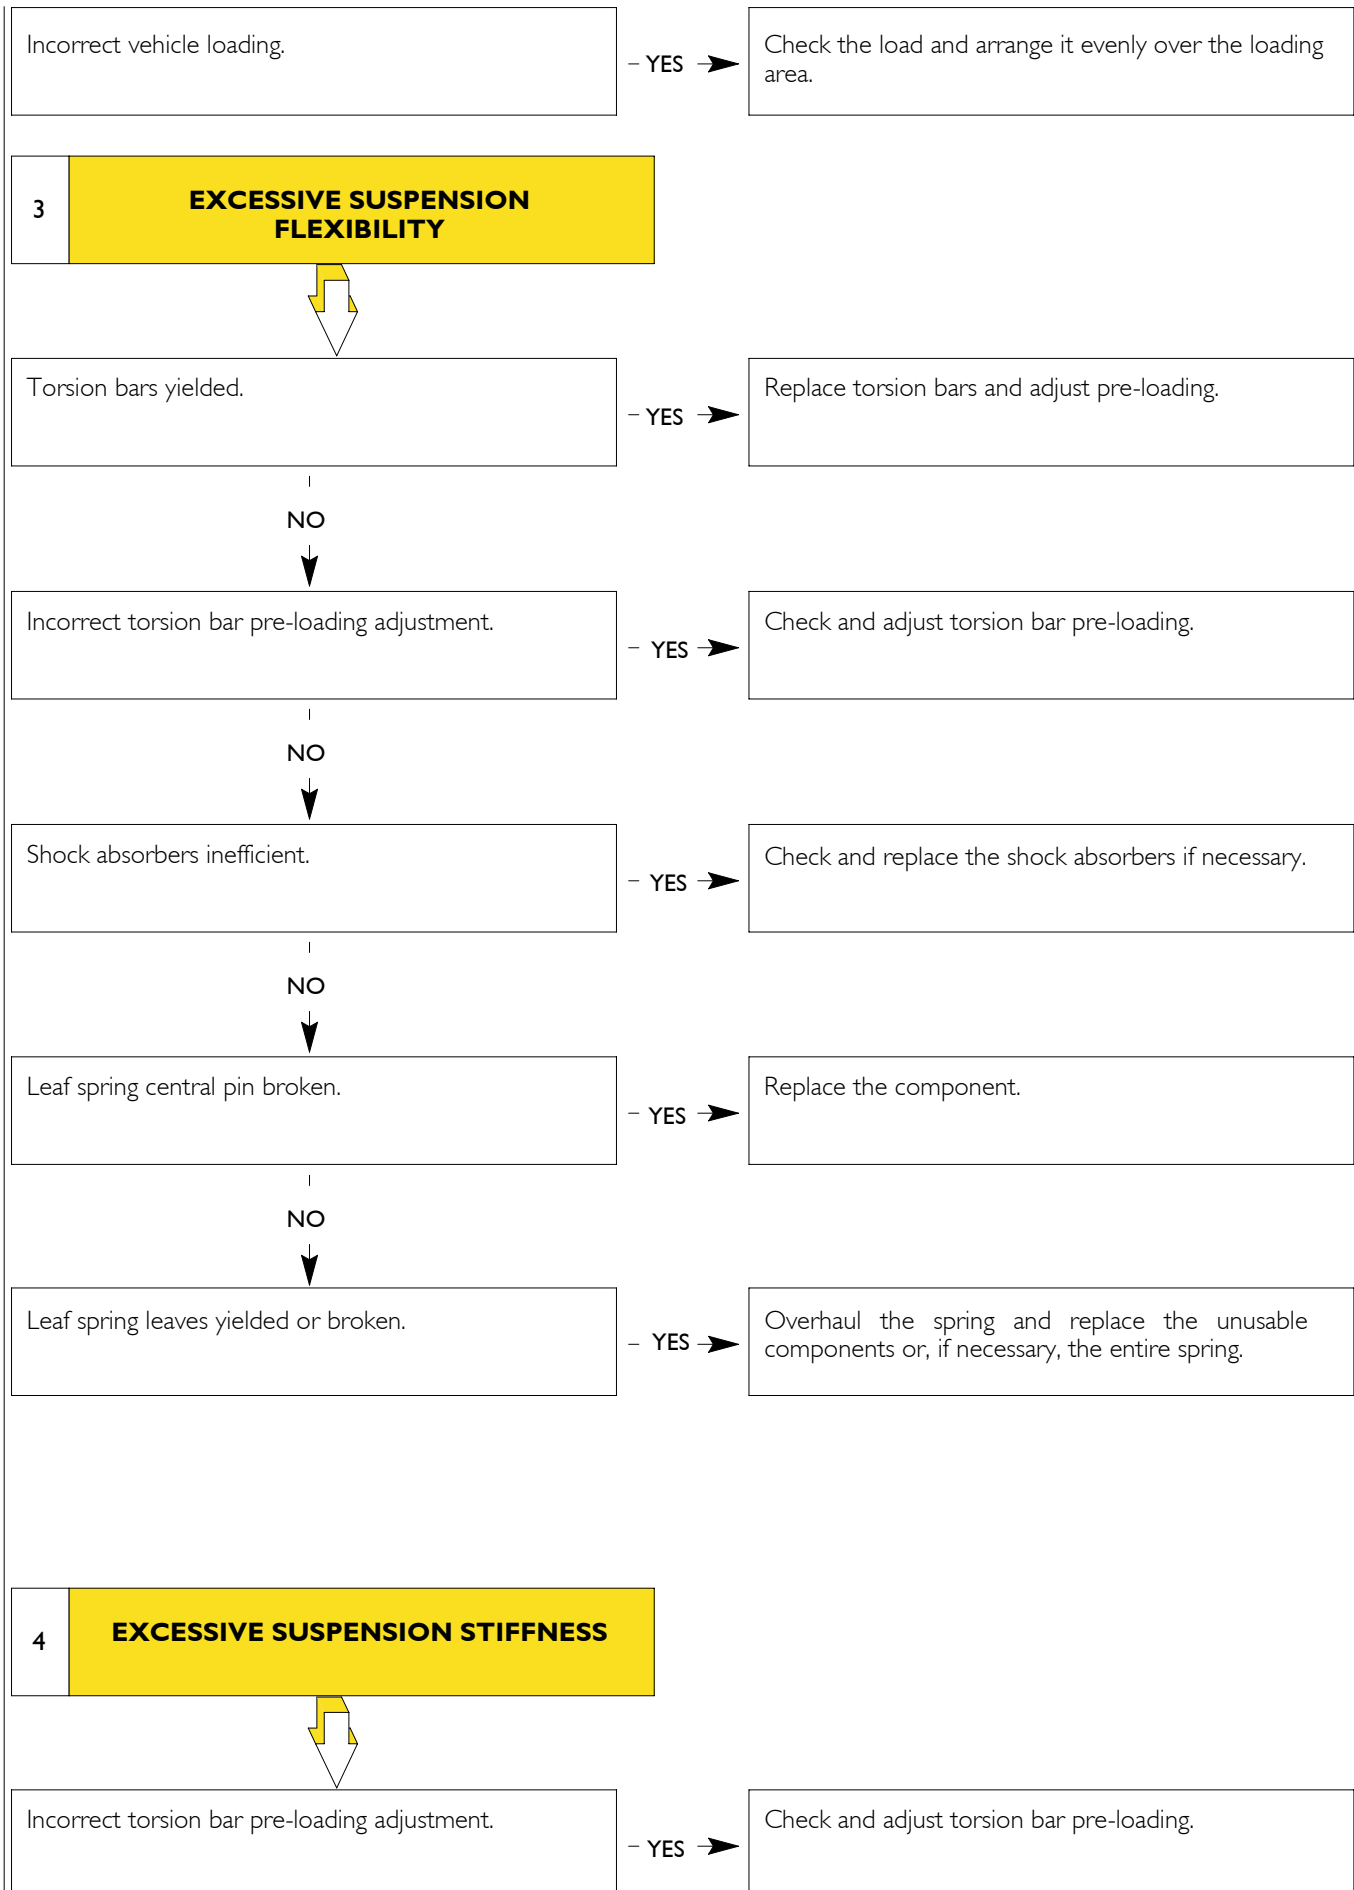 Incorrect vehicle loading.
YES
Check the load and arrange it evenly over the loading
area.
3
EXCESSIVE SUSPENSION
FLEXIBILITY
Torsion bars yielded.
YES
Replace torsion bars and adjust pre-loading.
NO
Incorrect torsion bar pre-loading adjustment.
YES
Check and adjust torsion bar pre-loading.
NO
Shock absorbers inefficient.
YES
Check and replace the shock absorbers if necessary.
NO
Leaf spring central pin broken.
YES
Replace the component.
NO
Leaf spring leaves yielded or broken.
YES
Overhaul the spring and replace the unusable
components or, if necessary, the entire spring.
4
EXCESSIVE SUSPENSION STIFFNESS
Incorrect torsion bar pre-loading adjustment.
YES
Check and adjust torsion bar pre-loading.